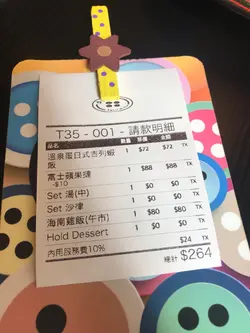 T35 - 001 - 請款明細
品名 數量 單價 金額
溫泉蛋日式吉列蝦飯 1 $72 $72 TX
富士蘋果撻 1 $88 $88 TX
-$10
Set 湯(中) 1 $0 $0 TX
Set 沙律 1 $0 $0 TX
海南雞飯(午市) 1 $80 $80 TX
Hold Dessert 1 $0 $0 TX
內用服務費10% $24 TX
總計 $264